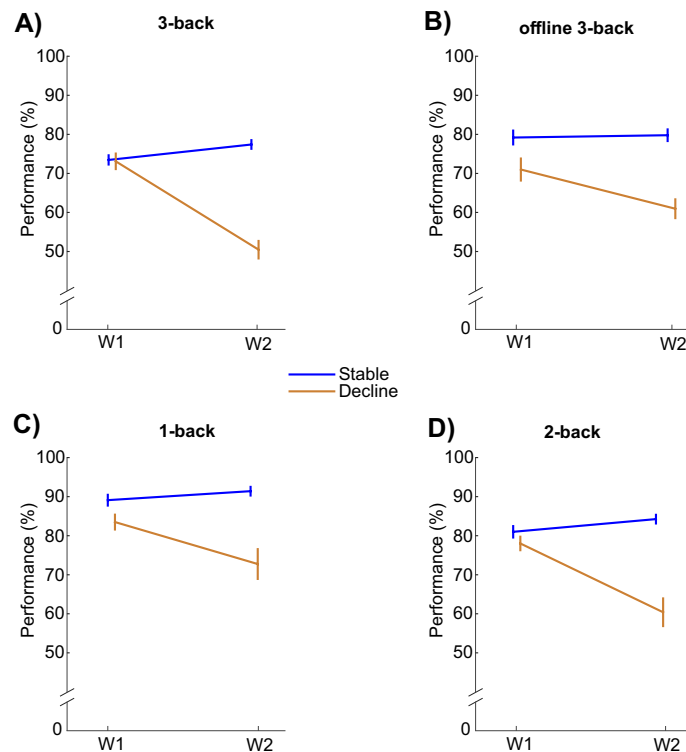 A)
3-back
Performance (%)
100
90
80
70
60
50
0
W1
W2
B)
offline 3-back
Performance (%)
100
90
80
70
60
50
0
W1
W2
Stable
Decline
C)
1-back
Performance (%)
100
90
80
70
60
50
0
W1
W2
D)
2-back
Performance (%)
100
90
80
70
60
50
0
W1
W2